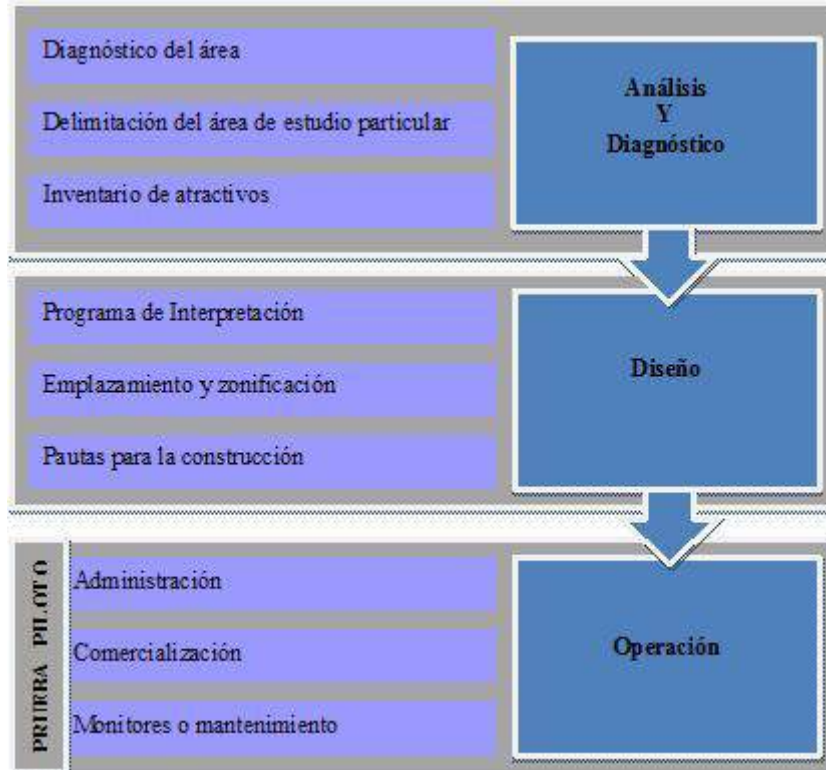 Diagnóstico del área
Delimitación del área de estudio particular
Inventario de atractivos
Análisis
Y
Diagnóstico
Programa de Interpretación
Emplazamiento y zonificación
Pautas para la construcción
Diseño
PRUEBA PILOTO
Administración
Comercialización
Monitores o mantenimiento
Operación